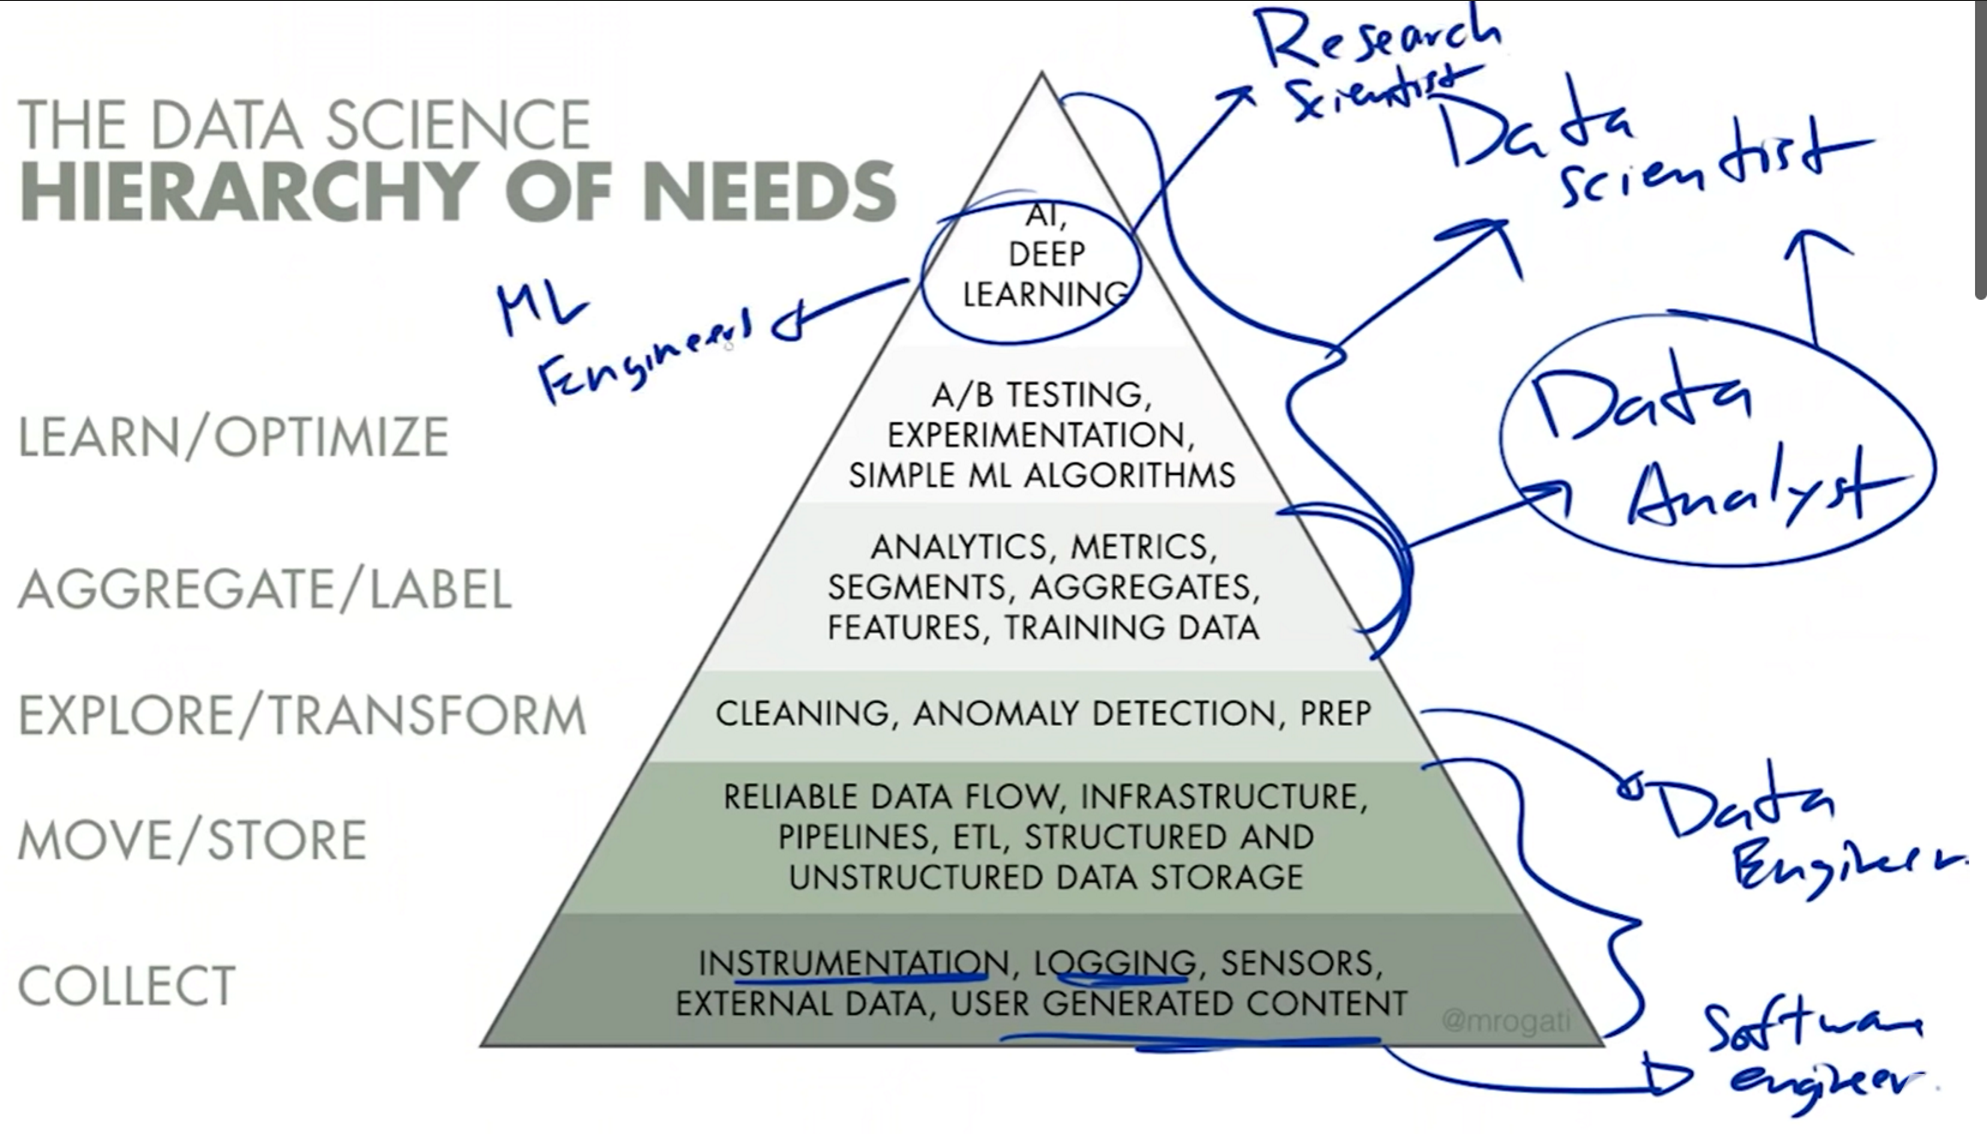 THE DATA SCIENCE
HIERARCHY OF NEEDS
Research
Scientist
Data
scientist
AI,
DEEP
LEARNING
ML
Engineers
LEARN/OPTIMIZE
A/B TESTING,
EXPERIMENTATION,
SIMPLE ML ALGORITHMS
Data
Analyst
AGGREGATE/LABEL
ANALYTICS, METRICS,
SEGMENTS, AGGREGATES,
FEATURES, TRAINING DATA
EXPLORE/TRANSFORM
CLEANING, ANOMALY DETECTION, PREP
MOVE/STORE
RELIABLE DATA FLOW, INFRASTRUCTURE,
PIPELINES, ETL, STRUCTURED AND
UNSTRUCTURED DATA STORAGE
Data
Engineer.
COLLECT
INSTRUMENTATION, LOGGING, SENSORS,
EXTERNAL DATA, USER GENERATED CONTENT
@mrogati
Software
engineer.